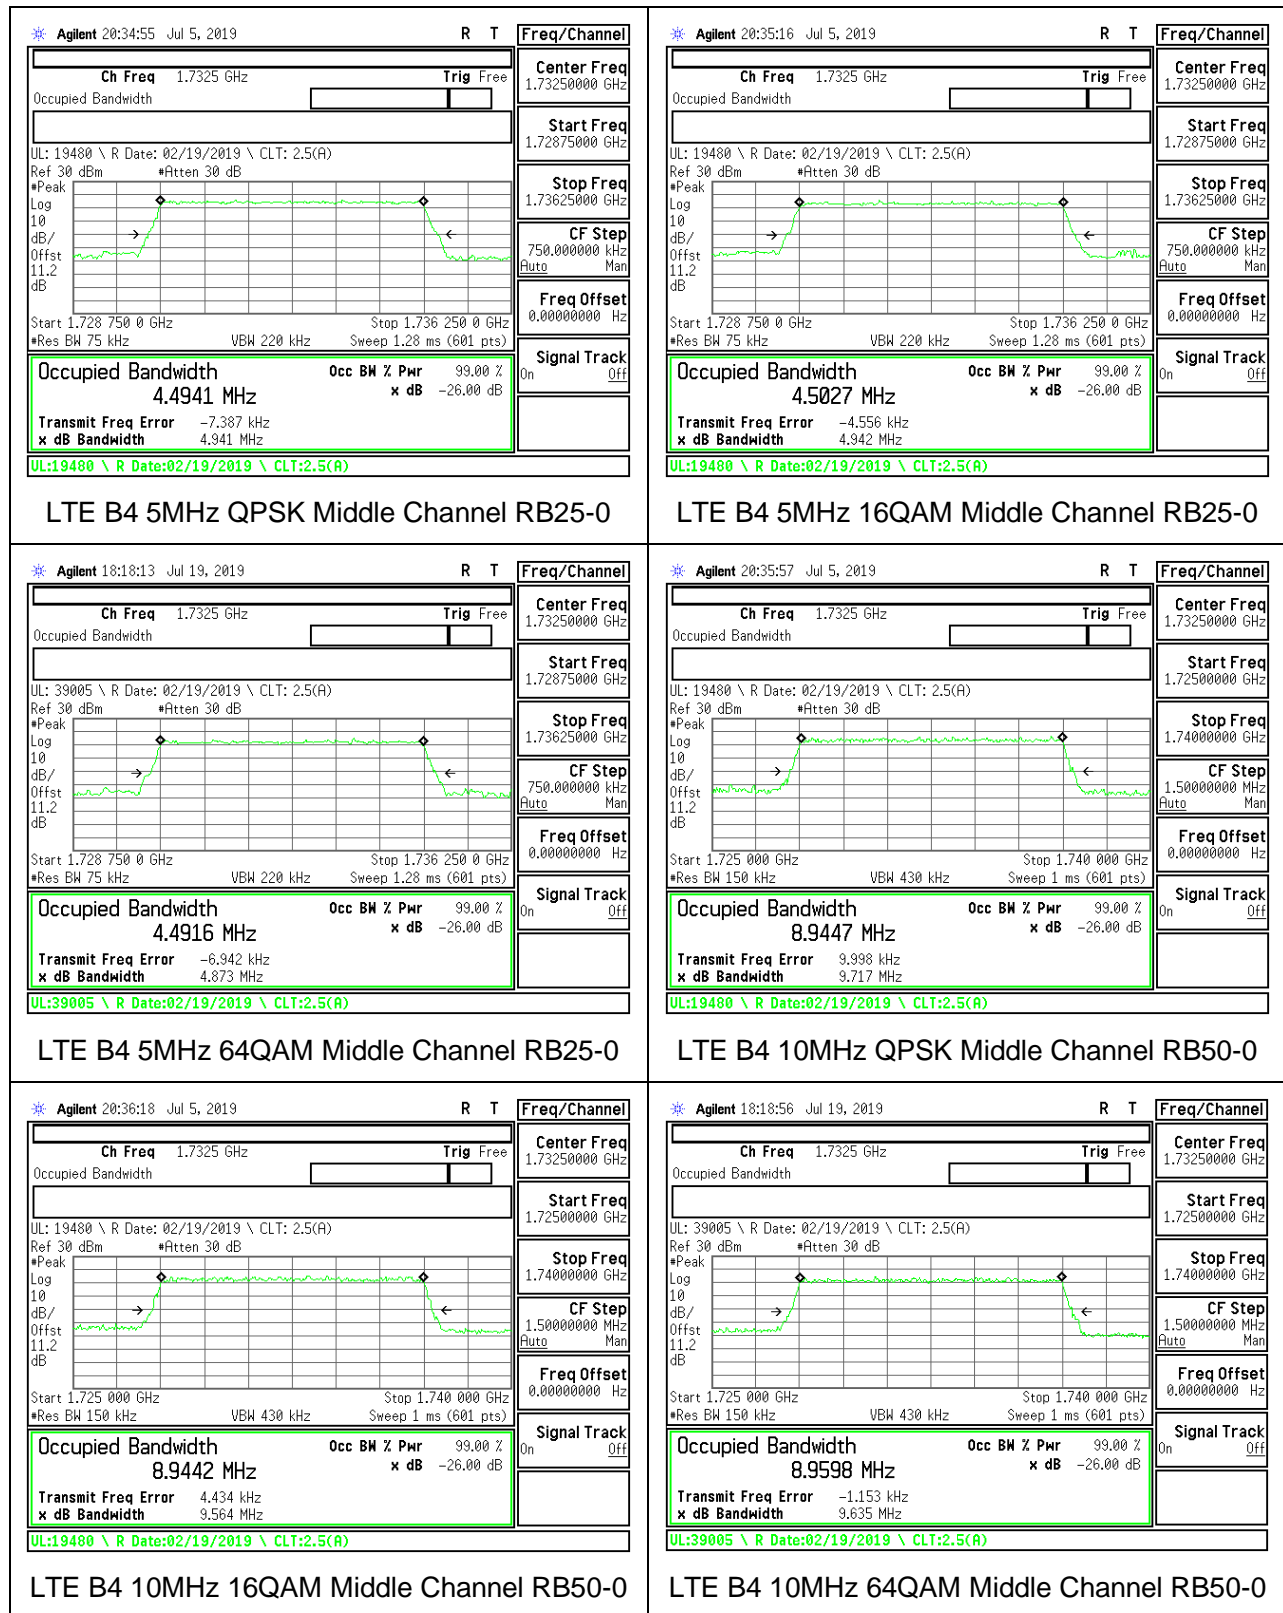 Agilent 20:34:55 Jul 5, 2019 R T Freq/Channel
Ch Freq 1.7325 GHz Trig Free
Occupied Bandwidth
Center Freq
1.73250000 GHz
Start Freq
1.72875000 GHz
Stop Freq
1.73625000 GHz
CF Step
750.000000 kHz
Auto Man
Freq Offset
0.00000000 Hz
Signal Track
On Off
UL: 19480 \ R Date: 02/19/2019 \ CLT: 2.5(A)
Ref 30 dBm #Atten 30 dB
#Peak
Log
10
dB/
Offst
11.2
dB
Start 1.728 750 0 GHz Stop 1.736 250 0 GHz
#Res BW 75 kHz VBW 220 kHz Sweep 1.28 ms (601 pts)
Occupied Bandwidth Occ BW % Pwr 99.00 %
4.4941 MHz x dB -26.00 dB
Transmit Freq Error -7.387 kHz
x dB Bandwidth 4.941 MHz
UL:19480 \ R Date:02/19/2019 \ CLT:2.5(A)
LTE B4 5MHz QPSK Middle Channel RB25-0
Agilent 20:35:16 Jul 5, 2019 R T Freq/Channel
Ch Freq 1.7325 GHz Trig Free
Occupied Bandwidth
Center Freq
1.73250000 GHz
Start Freq
1.72875000 GHz
Stop Freq
1.73625000 GHz
CF Step
750.000000 kHz
Auto Man
Freq Offset
0.00000000 Hz
Signal Track
On Off
UL: 19480 \ R Date: 02/19/2019 \ CLT: 2.5(A)
Ref 30 dBm #Atten 30 dB
#Peak
Log
10
dB/
Offst
11.2
dB
Start 1.728 750 0 GHz Stop 1.736 250 0 GHz
#Res BW 75 kHz VBW 220 kHz Sweep 1.28 ms (601 pts)
Occupied Bandwidth Occ BW % Pwr 99.00 %
4.5027 MHz x dB -26.00 dB
Transmit Freq Error -4.556 kHz
x dB Bandwidth 4.942 MHz
UL:19480 \ R Date:02/19/2019 \ CLT:2.5(A)
LTE B4 5MHz 16QAM Middle Channel RB25-0
Agilent 18:18:13 Jul 19, 2019 R T Freq/Channel
Ch Freq 1.7325 GHz Trig Free
Occupied Bandwidth
Center Freq
1.73250000 GHz
Start Freq
1.72875000 GHz
Stop Freq
1.73625000 GHz
CF Step
750.000000 kHz
Auto Man
Freq Offset
0.00000000 Hz
Signal Track
On Off
UL: 39005 \ R Date: 02/19/2019 \ CLT: 2.5(A)
Ref 30 dBm #Atten 30 dB
#Peak
Log
10
dB/
Offst
11.2
dB
Start 1.728 750 0 GHz Stop 1.736 250 0 GHz
#Res BW 75 kHz VBW 220 kHz Sweep 1.28 ms (601 pts)
Occupied Bandwidth Occ BW % Pwr 99.00 %
4.4916 MHz x dB -26.00 dB
Transmit Freq Error -6.942 kHz
x dB Bandwidth 4.873 MHz
UL:39005 \ R Date:02/19/2019 \ CLT:2.5(A)
LTE B4 5MHz 64QAM Middle Channel RB25-0
Agilent 20:35:57 Jul 5, 2019 R T Freq/Channel
Ch Freq 1.7325 GHz Trig Free
Occupied Bandwidth
Center Freq
1.73250000 GHz
Start Freq
1.72500000 GHz
Stop Freq
1.74000000 GHz
CF Step
1.50000000 MHz
Auto Man
Freq Offset
0.00000000 Hz
Signal Track
On Off
UL: 19480 \ R Date: 02/19/2019 \ CLT: 2.5(A)
Ref 30 dBm #Atten 30 dB
#Peak
Log
10
dB/
Offst
11.2
dB
Start 1.725 000 GHz Stop 1.740 000 GHz
#Res BW 150 kHz VBW 430 kHz Sweep 1 ms (601 pts)
Occupied Bandwidth Occ BW % Pwr 99.00 %
8.9447 MHz x dB -26.00 dB
Transmit Freq Error 9.998 kHz
x dB Bandwidth 9.717 MHz
UL:19480 \ R Date:02/19/2019 \ CLT:2.5(A)
LTE B4 10MHz QPSK Middle Channel RB50-0
Agilent 20:36:18 Jul 5, 2019 R T Freq/Channel
Ch Freq 1.7325 GHz Trig Free
Occupied Bandwidth
Center Freq
1.73250000 GHz
Start Freq
1.72500000 GHz
Stop Freq
1.74000000 GHz
CF Step
1.50000000 MHz
Auto Man
Freq Offset
0.00000000 Hz
Signal Track
On Off
UL: 19480 \ R Date: 02/19/2019 \ CLT: 2.5(A)
Ref 30 dBm #Atten 30 dB
#Peak
Log
10
dB/
Offst
11.2
dB
Start 1.725 000 GHz Stop 1.740 000 GHz
#Res BW 150 kHz VBW 430 kHz Sweep 1 ms (601 pts)
Occupied Bandwidth Occ BW % Pwr 99.00 %
8.9442 MHz x dB -26.00 dB
Transmit Freq Error 4.434 kHz
x dB Bandwidth 9.564 MHz
UL:19480 \ R Date:02/19/2019 \ CLT:2.5(A)
LTE B4 10MHz 16QAM Middle Channel RB50-0
Agilent 18:18:56 Jul 19, 2019 R T Freq/Channel
Ch Freq 1.7325 GHz Trig Free
Occupied Bandwidth
Center Freq
1.73250000 GHz
Start Freq
1.72500000 GHz
Stop Freq
1.74000000 GHz
CF Step
1.50000000 MHz
Auto Man
Freq Offset
0.00000000 Hz
Signal Track
On Off
UL: 39005 \ R Date: 02/19/2019 \ CLT: 2.5(A)
Ref 30 dBm #Atten 30 dB
#Peak
Log
10
dB/
Offst
11.2
dB
Start 1.725 000 GHz Stop 1.740 000 GHz
#Res BW 150 kHz VBW 430 kHz Sweep 1 ms (601 pts)
Occupied Bandwidth Occ BW % Pwr 99.00 %
8.9598 MHz x dB -26.00 dB
Transmit Freq Error -1.153 kHz
x dB Bandwidth 9.635 MHz
UL:39005 \ R Date:02/19/2019 \ CLT:2.5(A)
LTE B4 10MHz 64QAM Middle Channel RB50-0